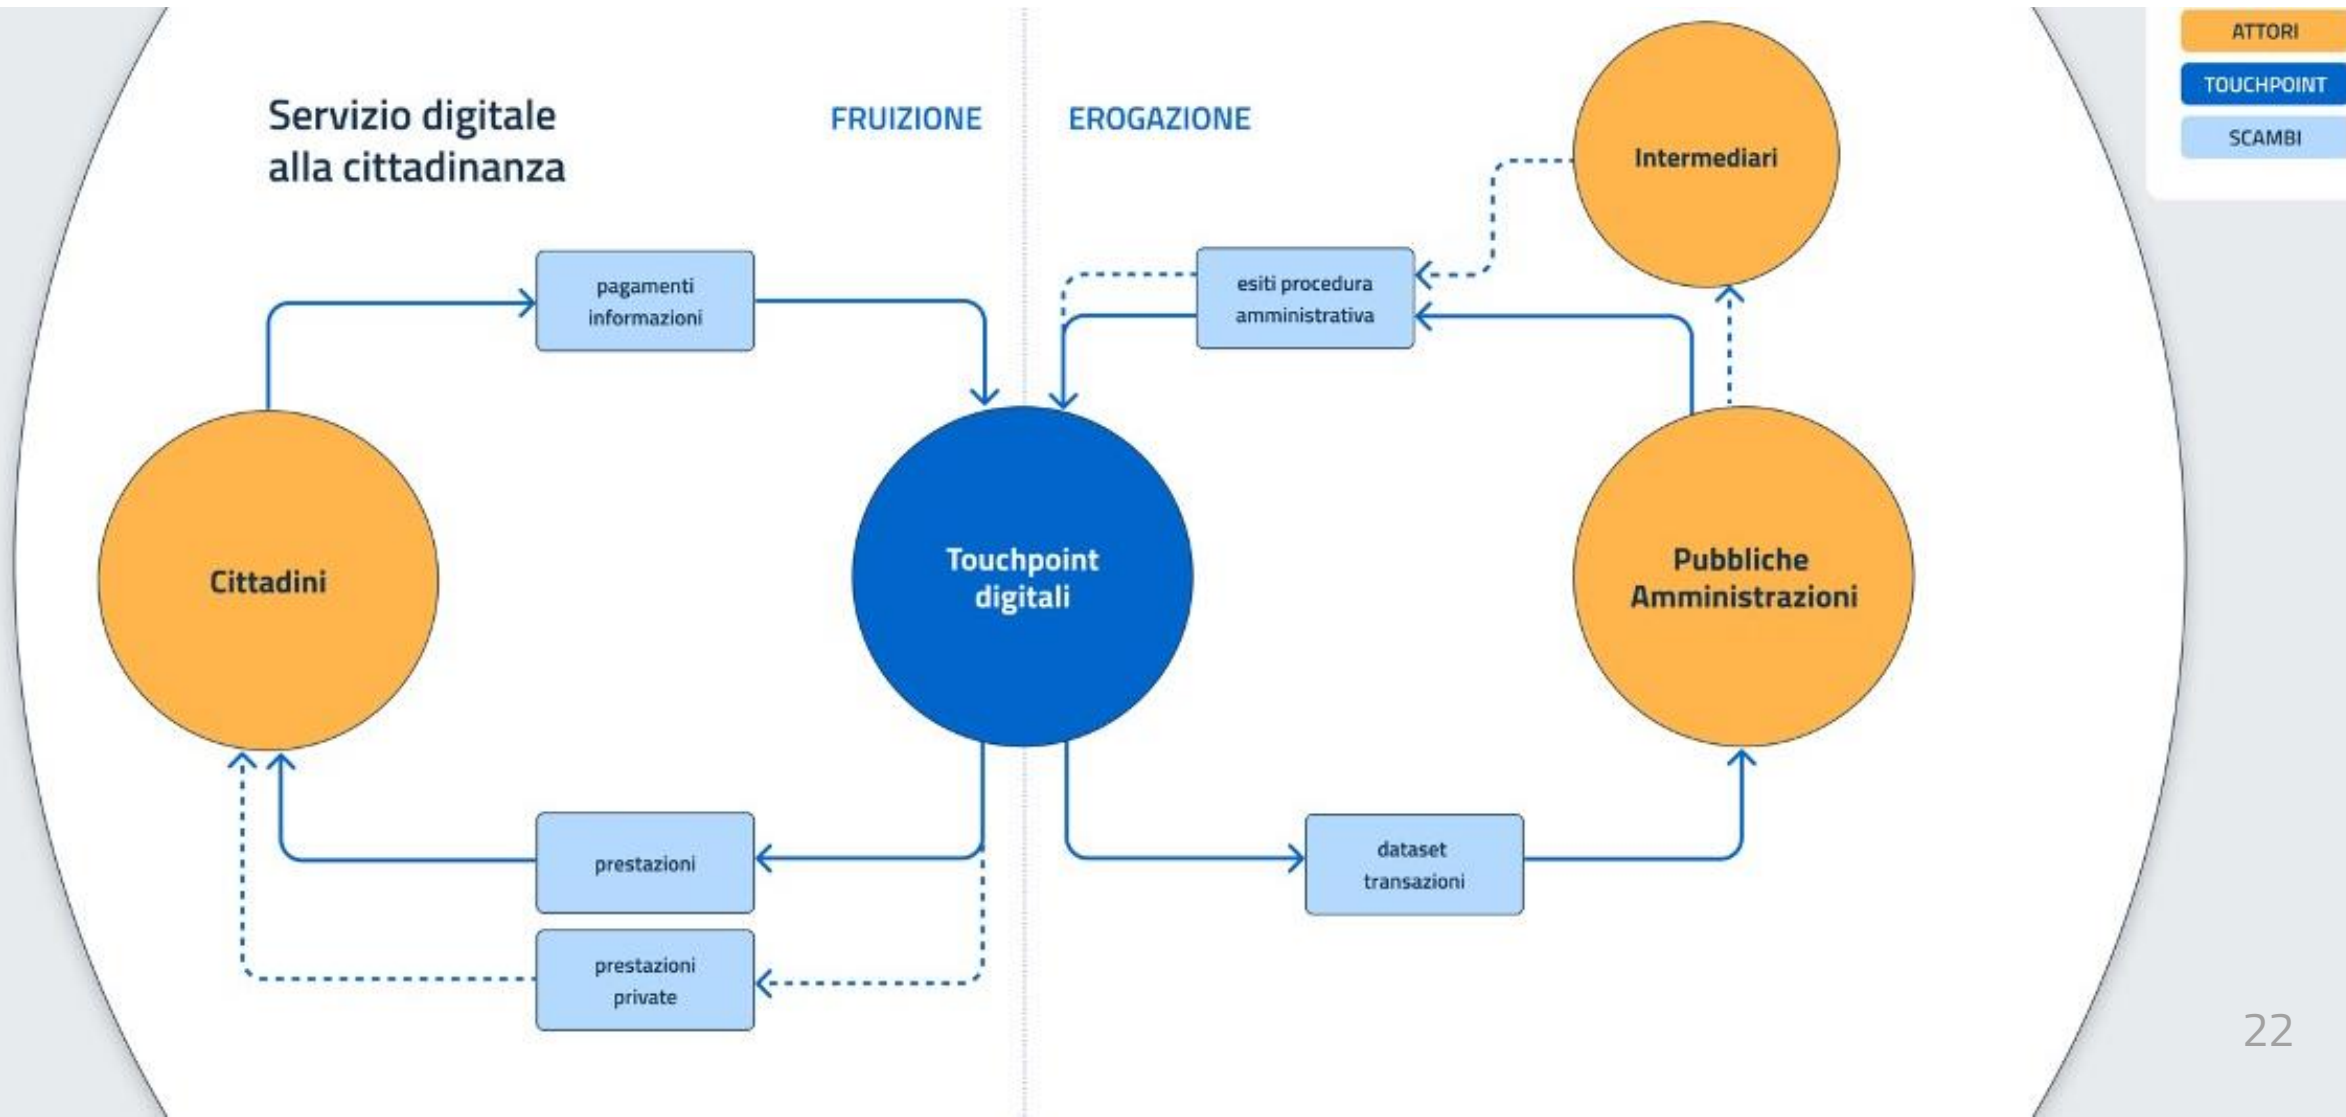 ATTORI
TOUCHPOINT
SCAMBI
Servizio digitale
alla cittadinanza
FRUIZIONE
EROGAZIONE
Intermediari
pagamenti
informazioni
esiti procedura
amministrativa
Cittadini
Touchpoint
digitali
Pubbliche
Amministrazioni
prestazioni
dataset
transazioni
prestazioni
private
22